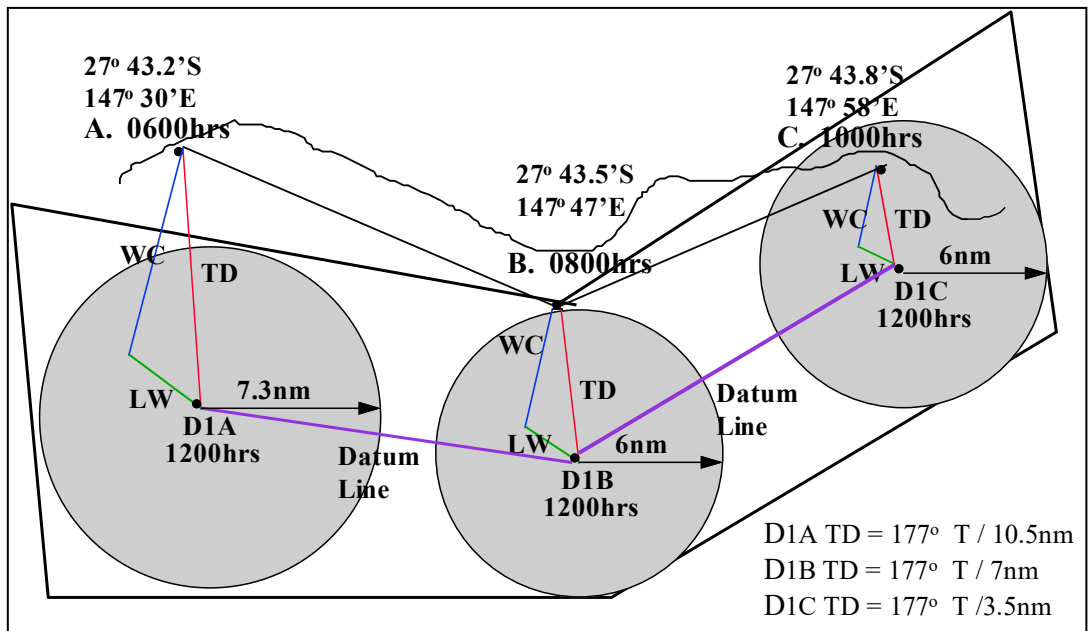 27º 43.2’S
147º 30’E
A. 0600hrs
27º 43.8’S
147º 58’E
C. 1000hrs
27º 43.5’S
147º 47’E
B. 0800hrs
WC
TD
LW
7.3nm
D1A
1200hrs
Datum
Line
WC
TD
LW
6nm
D1B
1200hrs
Datum
Line
WC
TD
LW
6nm
D1C
1200hrs
D1A TD = 177º T / 10.5nm
D1B TD = 177º T / 7nm
D1C TD = 177º T /3.5nm